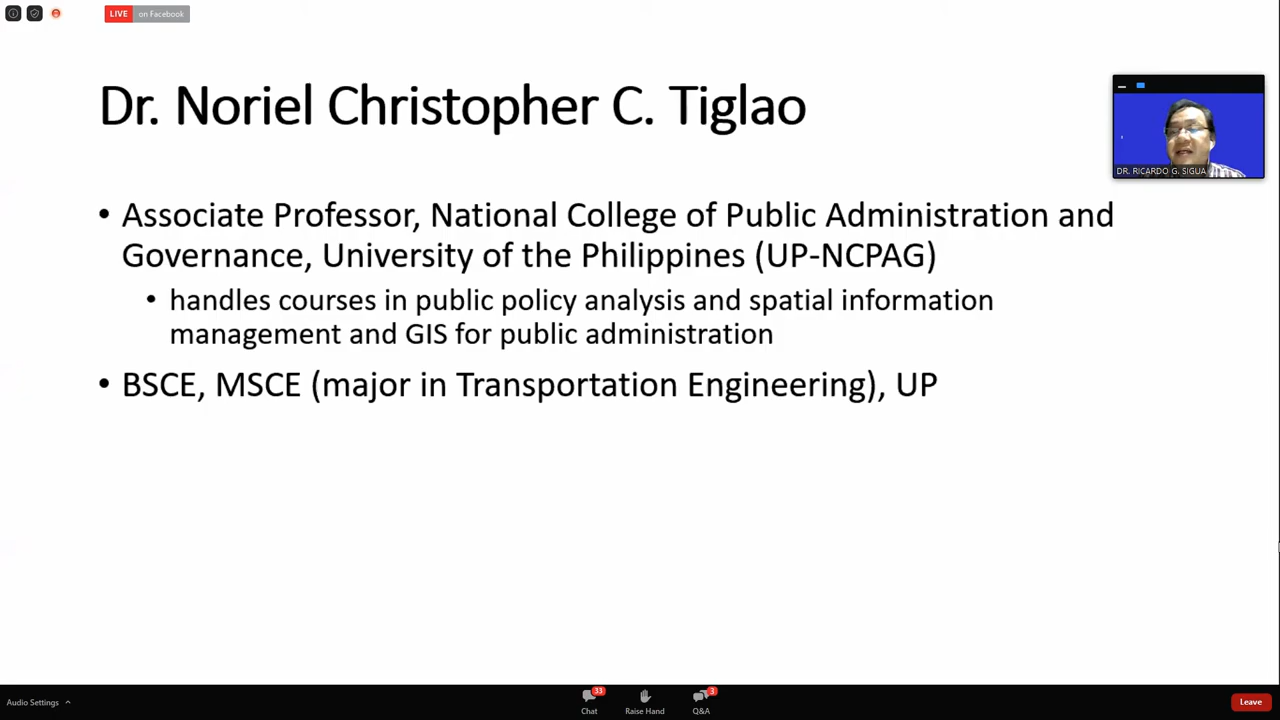 LIVE on Facebook
Dr. Noriel Christopher C. Tiglao
DR. RICARDO G. SIGUA
• Associate Professor, National College of Public Administration and
Governance, University of the Philippines (UP-NCPAG)
• handles courses in public policy analysis and spatial information
management and GIS for public administration
• BSCE, MSCE (major in Transportation Engineering), UP
Audio Settings
33
Chat
Raise Hand
3
Q&A
Leave